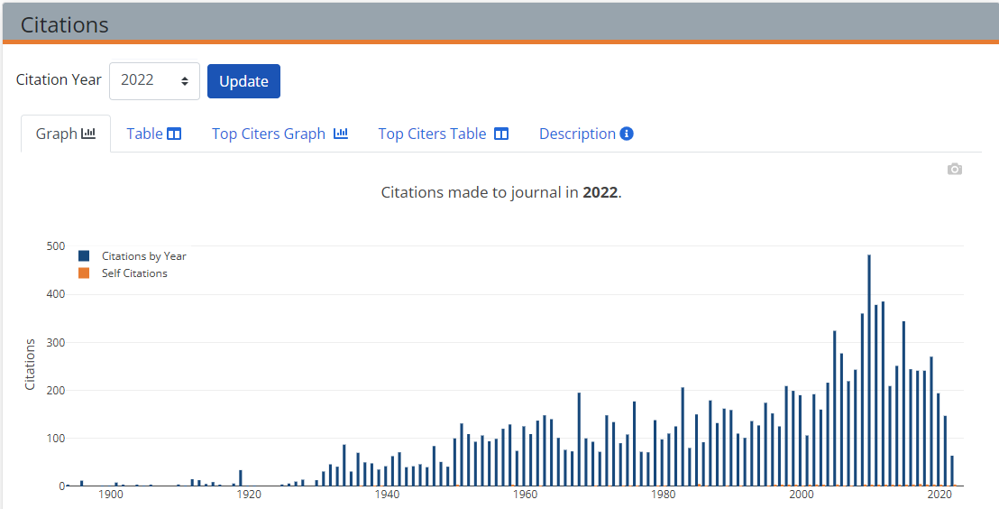 Citations
Citation Year 2022 Update
Graph Table Top Citers Graph Top Citers Table Description
Citations made to journal in 2022.
500
400
300
200
100
0
Citations
Citations by Year
Self Citations
1900 1920 1940 1960 1980 2000 2020